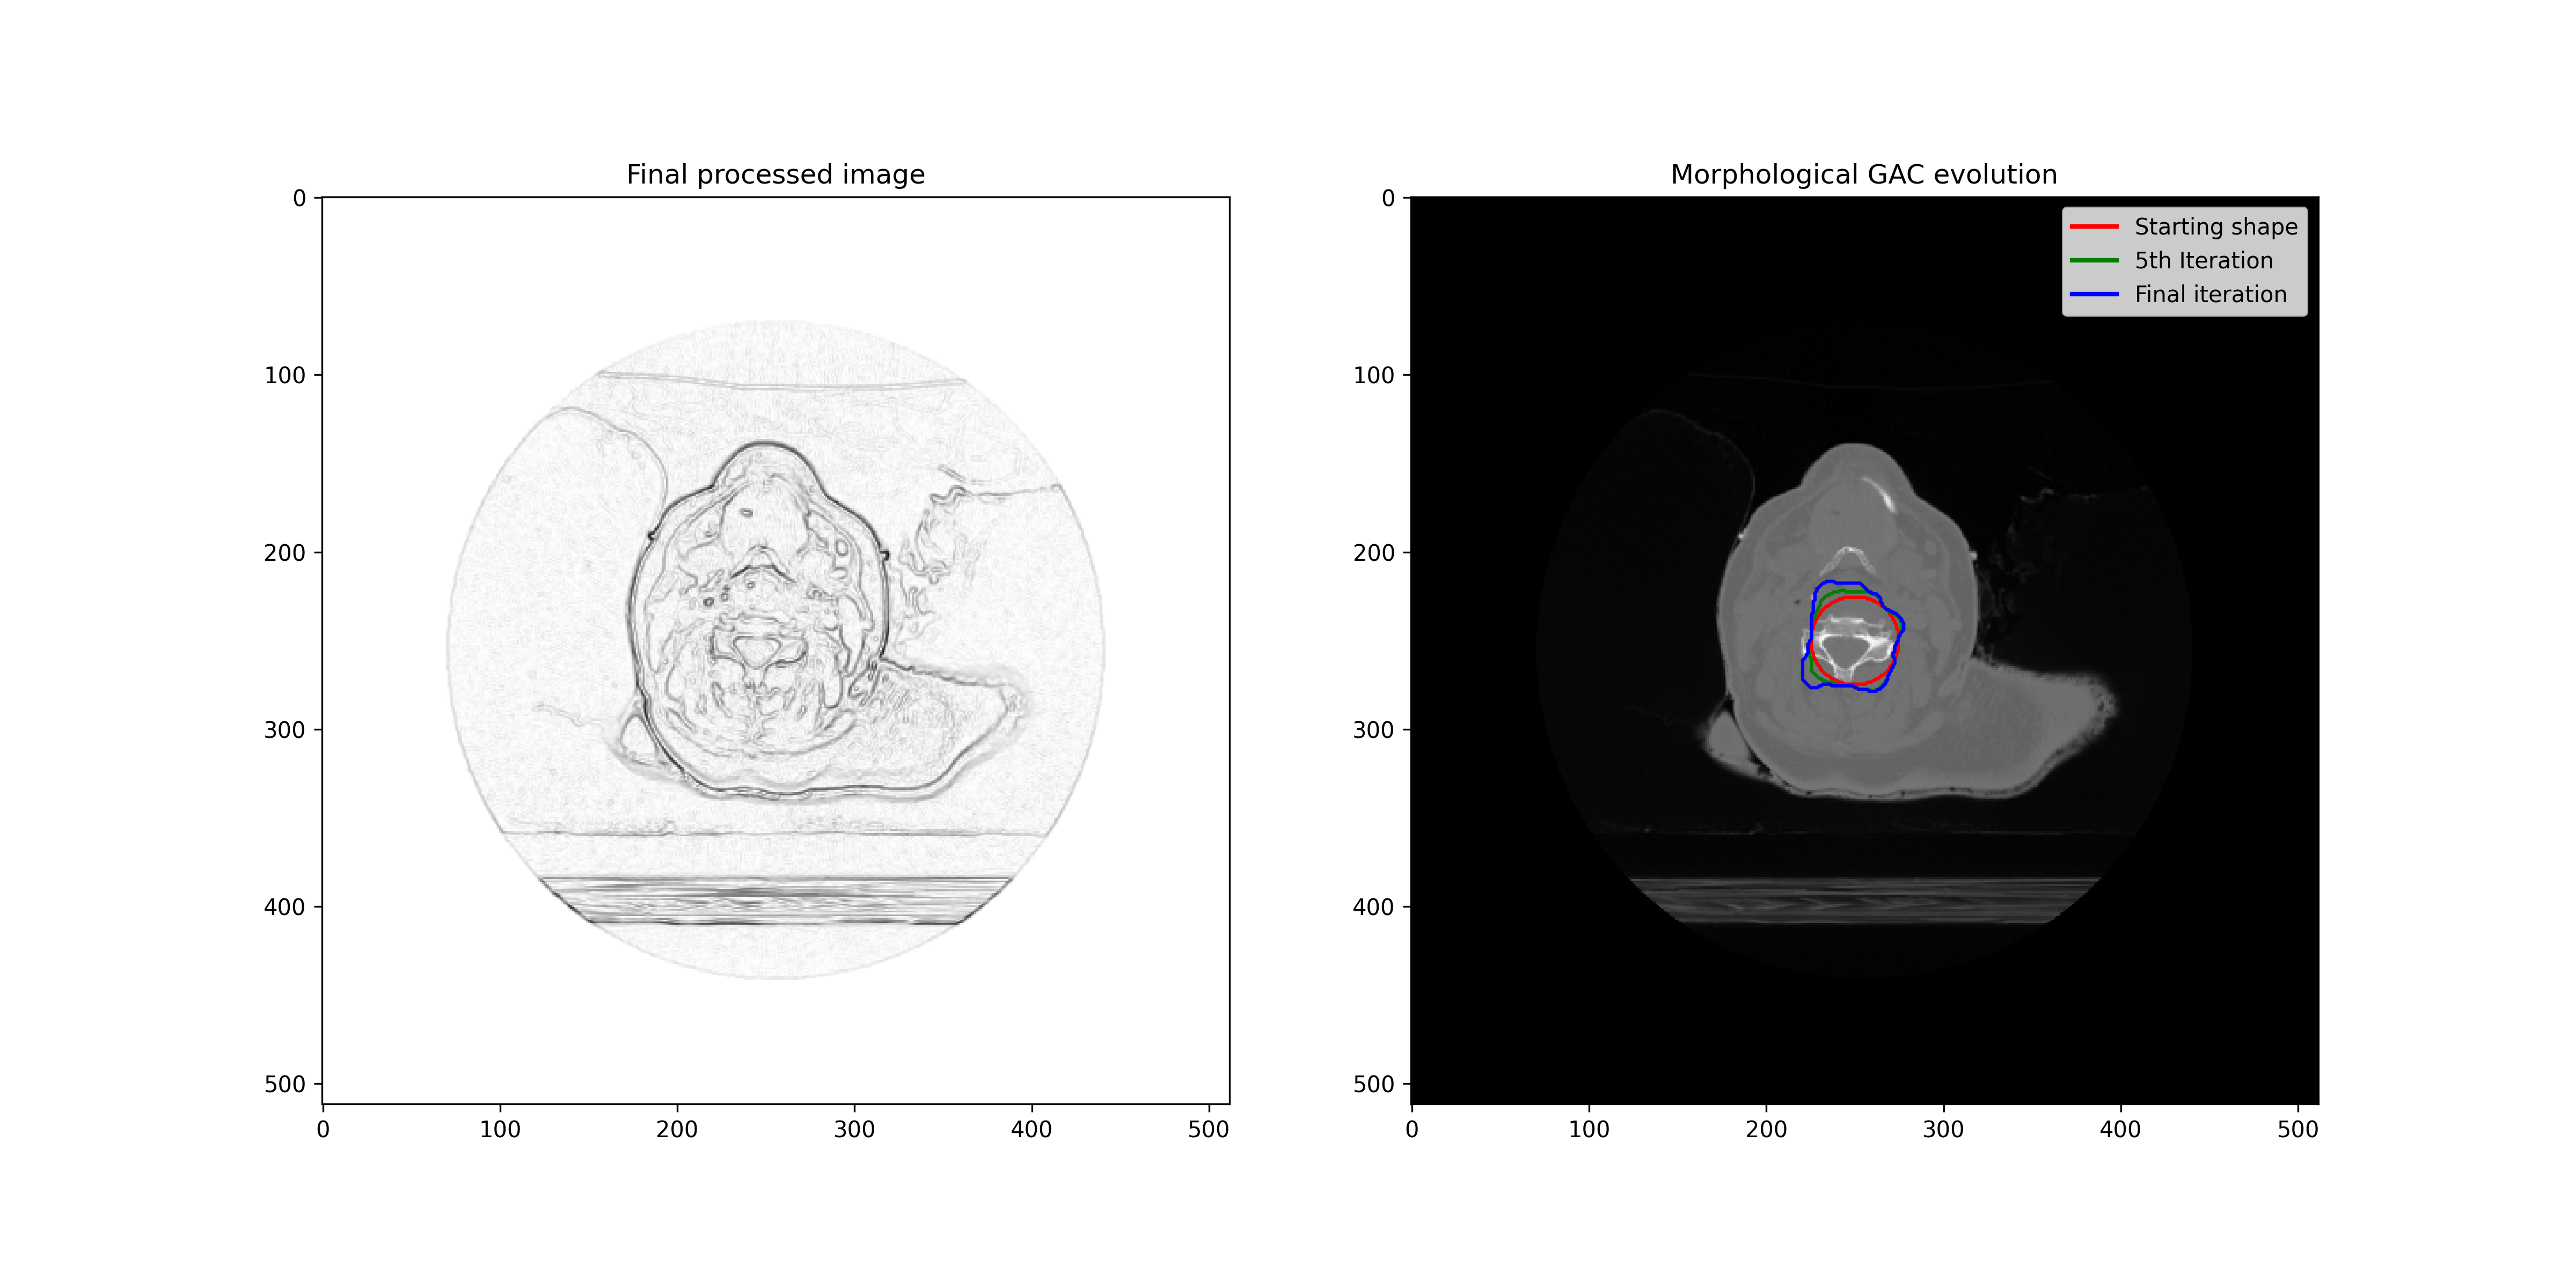 Final processed image
0
100
200
300
400
500
0 100 200 300 400 500
Morphological GAC evolution
Starting shape
5th Iteration
Final iteration
0
100
200
300
400
500
0 100 200 300 400 500